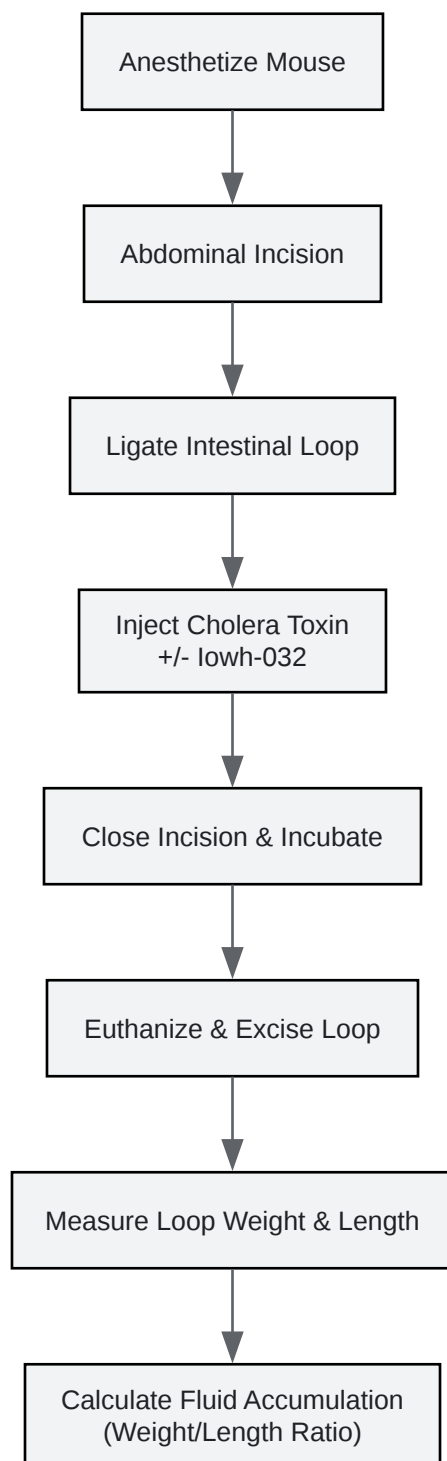 Anesthetize Mouse
Abdominal Incision
Ligate Intestinal Loop
Inject Cholera Toxin
+/- Iowh-032
Close Incision & Incubate
Euthanize & Excise Loop
Measure Loop Weight & Length
Calculate Fluid Accumulation
(Weight/Length Ratio)